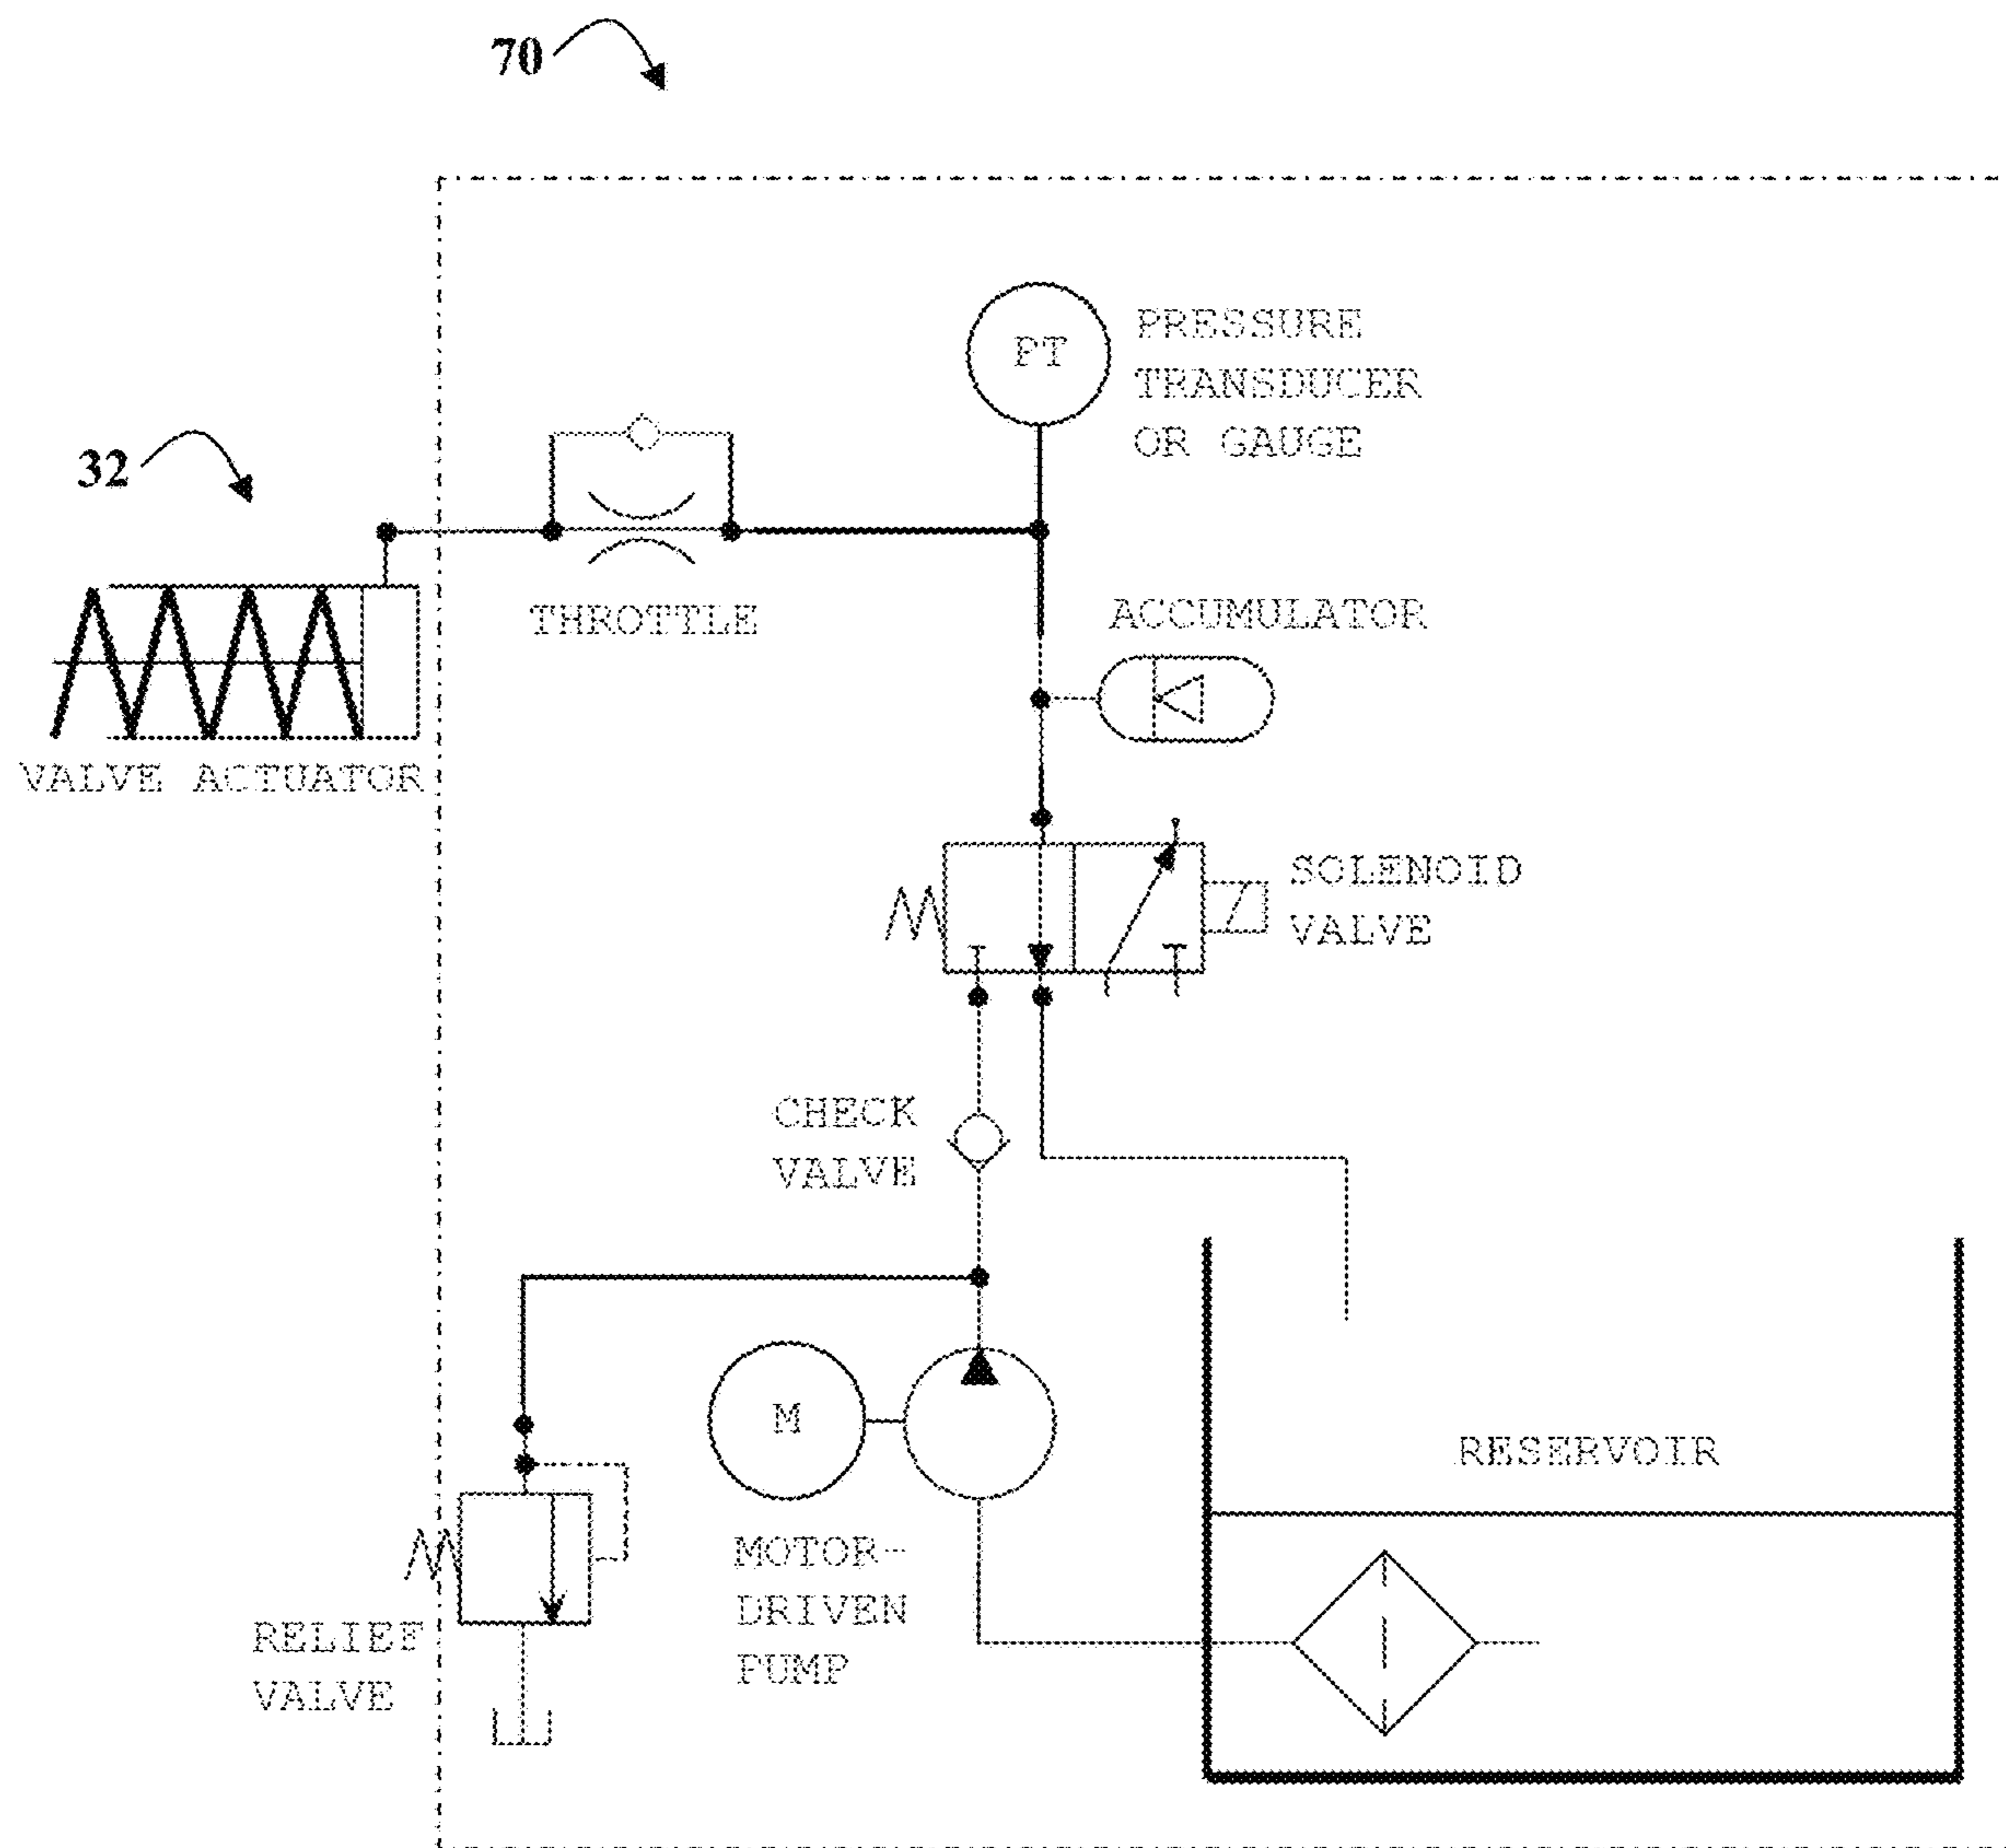 70
PT
PRESSURE
TRANSDUCER
OR GAUGE
32
THROTTLE
ACCUMULATOR
VALVE ACTUATOR
SOLENOID
VALVE
CHECK
VALVE
M
RESERVOIR
MOTOR-
DRIVEN
PUMP
RELIEF
VALVE